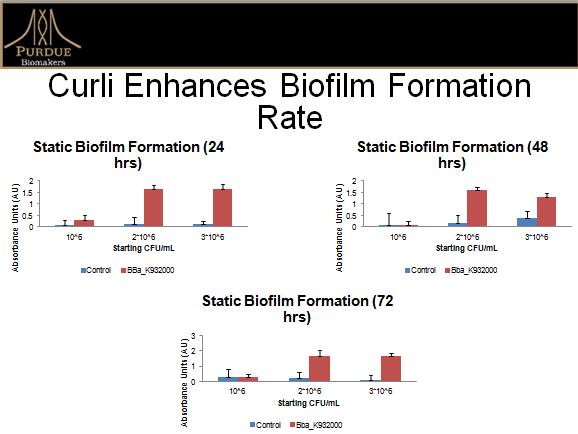 PURDUE
Biomakers
Curli Enhances Biofilm Formation
Rate
Static Biofilm Formation (24
hrs)
Absorbance Units (AU)
2
1.5
1
0.5
0
10^6
2*10^6
3*10^6
Starting CFU/mL
Control
BBa_K932000
Static Biofilm Formation (48
hrs)
Absorbance Units (AU)
2
1.5
1
0.5
0
10^6
2*10^6
3*10^6
Starting CFU/mL
Control
Bba_K932000
Static Biofilm Formation (72
hrs)
Absorbance Units (AU)
3
2
1
0
10^6
2*10^6
3*10^6
Starting CFU/mL
Control
Bba_K932000